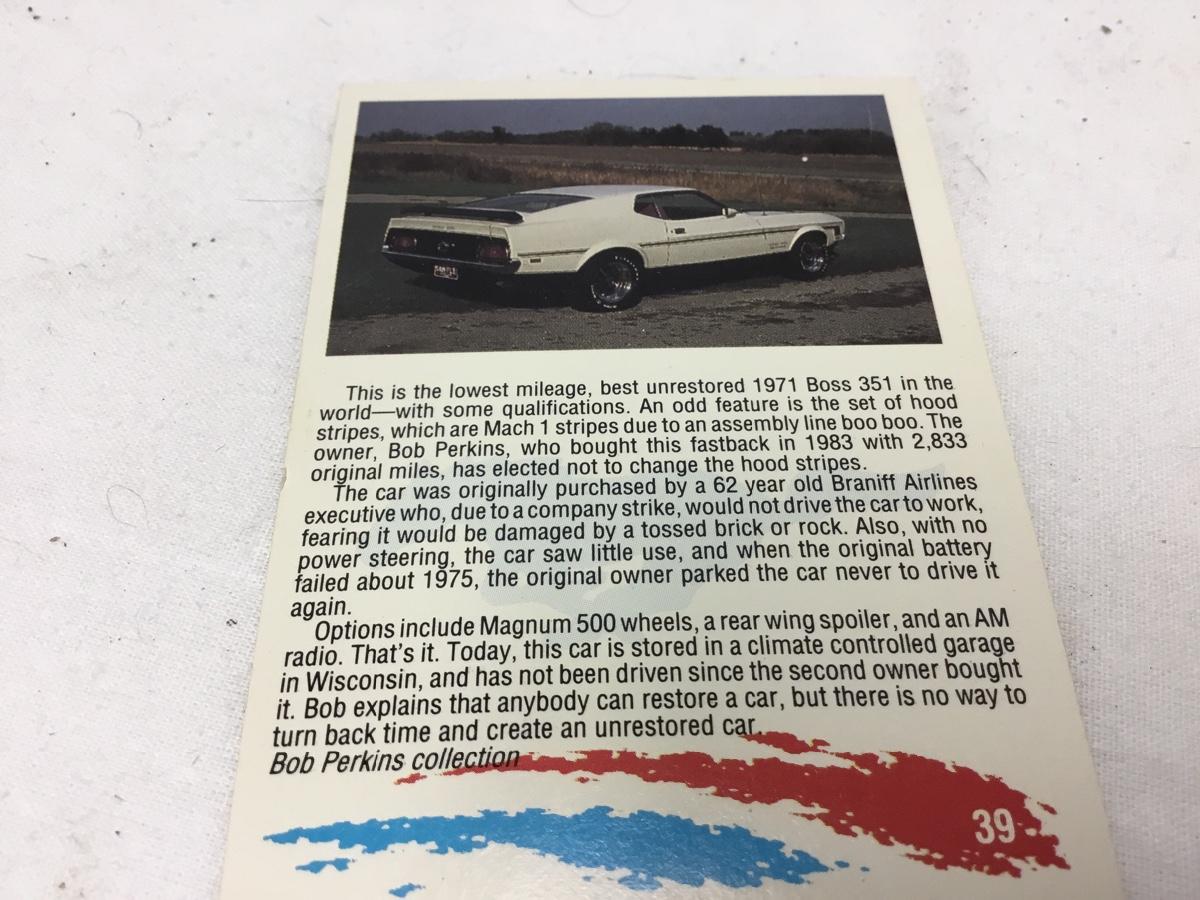 This is the lowest mileage, best unrestored 1971 Boss 351 in the
world—with some qualifications. An odd feature is the set of hood
stripes, which are Mach 1 stripes due to an assembly line boo boo. The
owner, Bob Perkins, who bought this fastback in 1983 with 2,833
original miles, has elected not to change the hood stripes.
The car was originally purchased by a 62 year old Braniff Airlines
executive who, due to a company strike, would not drive the car to work,
fearing it would be damaged by a tossed brick or rock. Also, with no
power steering, the car saw little use, and when the original battery
failed about 1975, the original owner parked the car never to drive it
again.
Options include Magnum 500 wheels, a rear wing spoiler, and an AM
radio. That's it. Today, this car is stored in a climate controlled garage
in Wisconsin, and has not been driven since the second owner bought
it. Bob explains that anybody can restore a car, but there is no way to
turn back time and create an unrestored car.
Bob Perkins collection
39